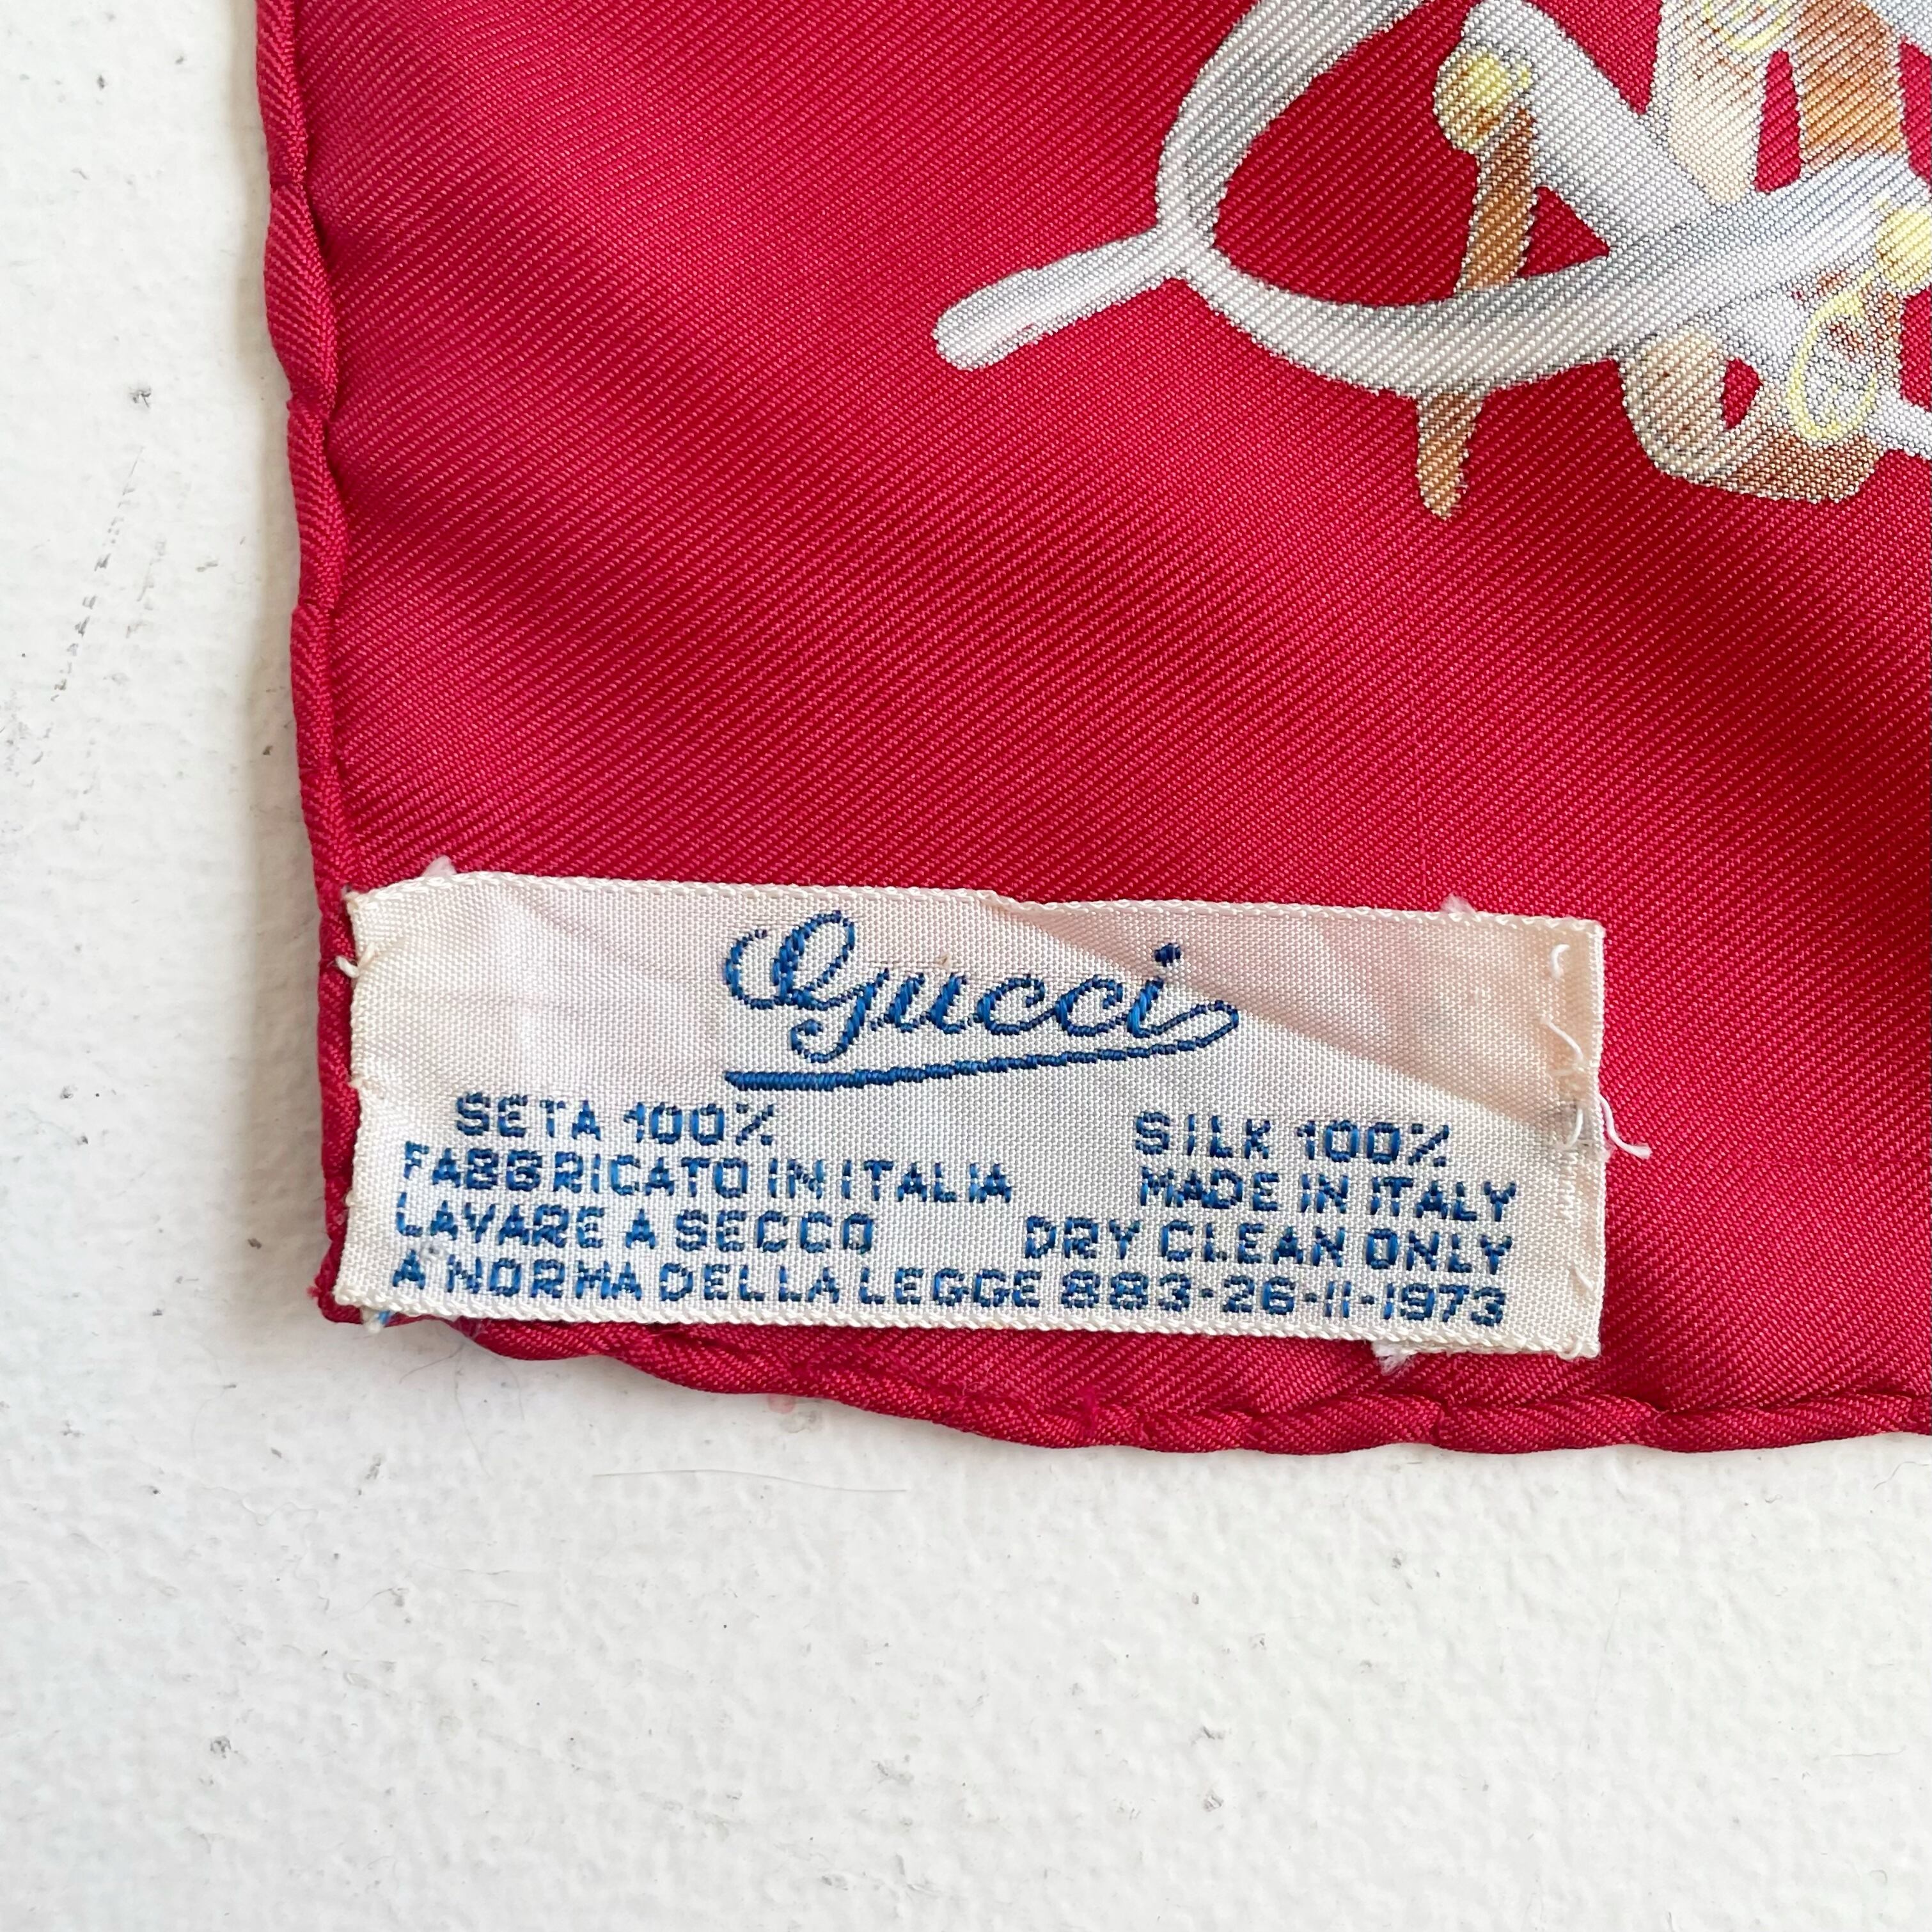 Gucci
SETA 100% SILK 100%
FABBRICATO IN ITALIA MADE IN ITALY
LAVARE A SECCO DRY CLEAN ONLY
A NORMA DELLA LEGGE 883-26-11-1973